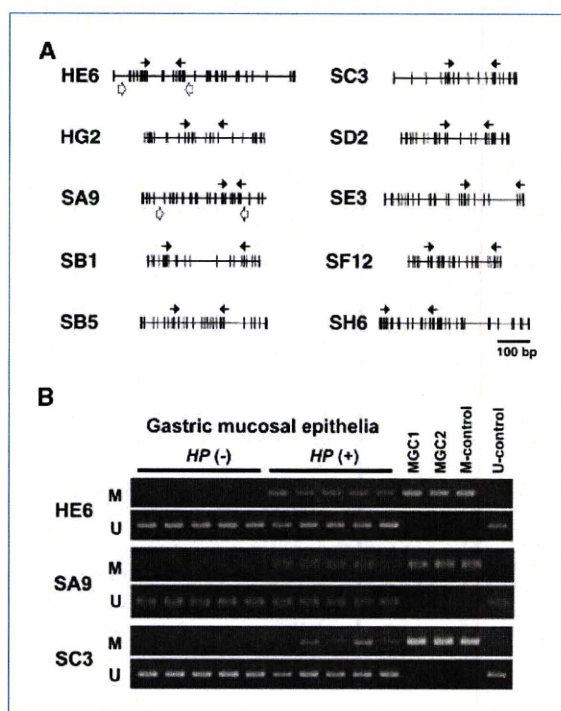 A
HE6
SC3
HG2
SD2
SA9
SE3
SB1
SF12
SB5
SH6
100 bp
B
Gastric mucosal epithelia
HP (-)
HP (+)
MGC1
MGC2
M-control
U-control
HE6
M
U
SA9
M
U
SC3
M
U